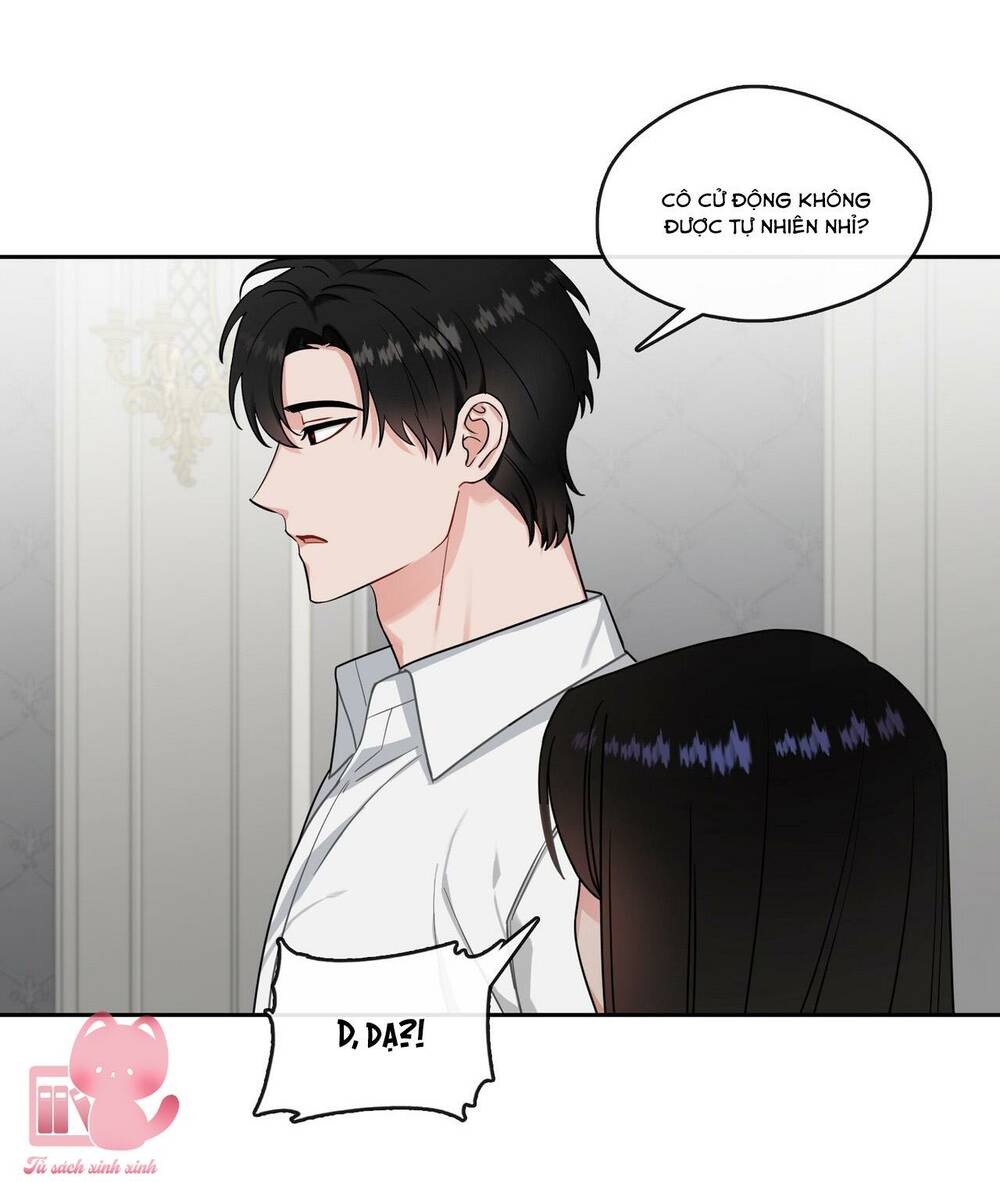 CÔ CỬ ĐỘNG KHÔNG
ĐƯỢC TỰ NHIÊN NHỈ?
D, DẠ?!
Tủ sách xinh xinh